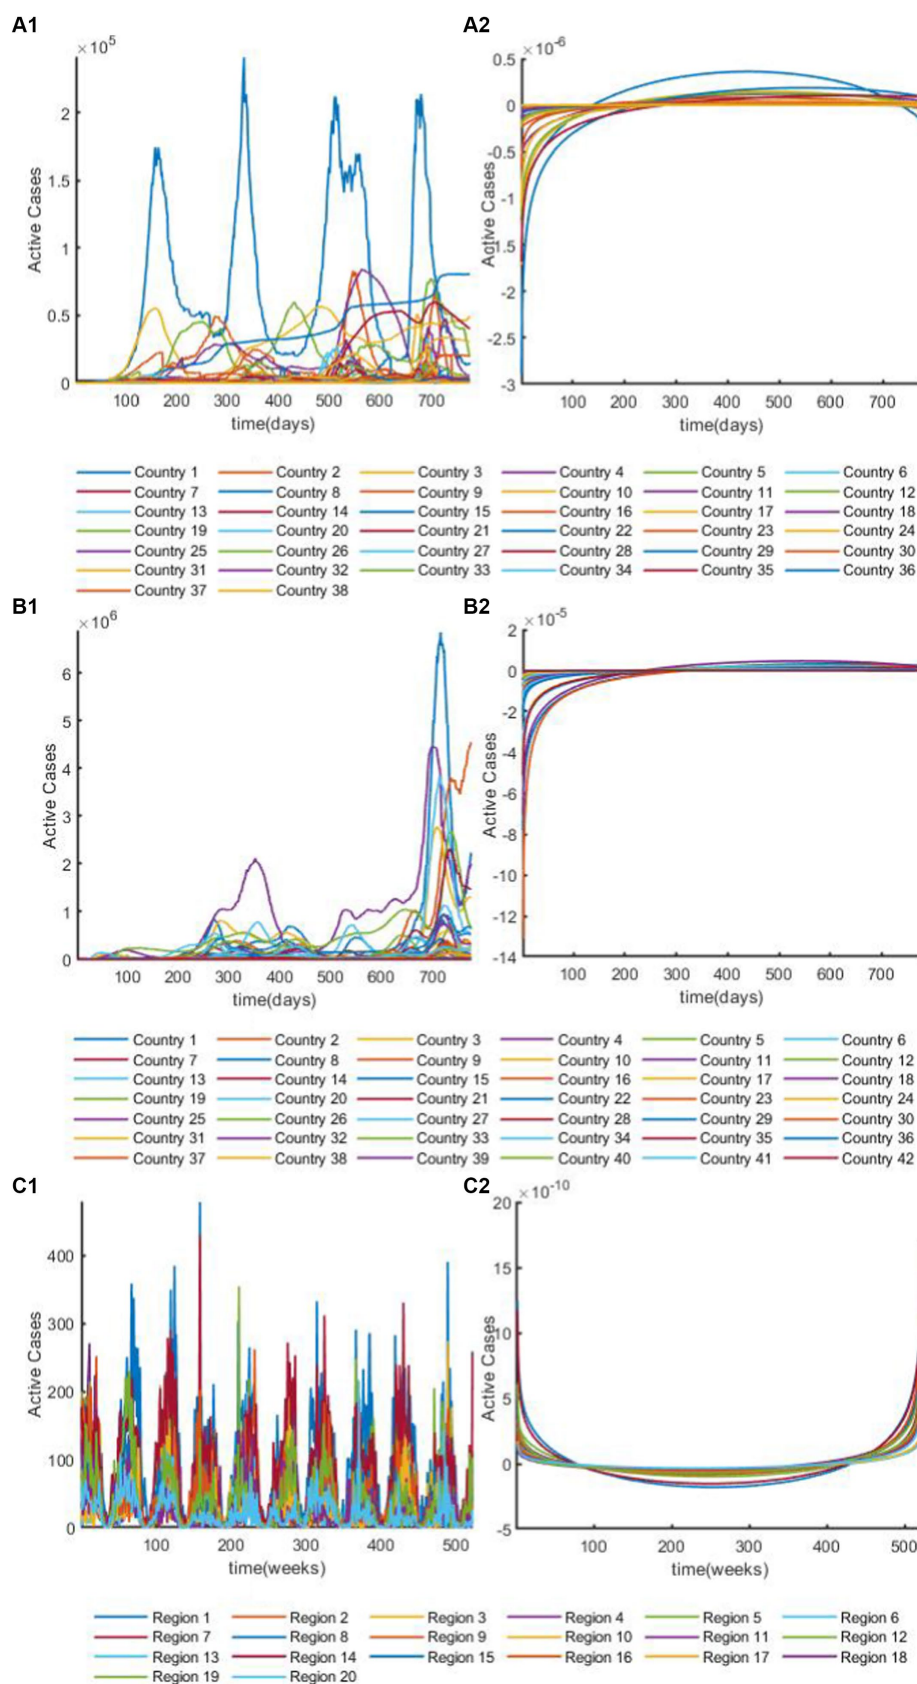 A1
A2
×10⁵
2
1.5
1
0.5
0
Active Cases
100 200 300 400 500 600 700
time(days)
×10⁻⁶
0.5
0
-0.5
-1
-1.5
-2
-2.5
-3
Active Cases
100 200 300 400 500 600 700
time(days)
Country 1 Country 2 Country 3 Country 4 Country 5 Country 6
Country 7 Country 8 Country 9 Country 10 Country 11 Country 12
Country 13 Country 14 Country 15 Country 16 Country 17 Country 18
Country 19 Country 20 Country 21 Country 22 Country 23 Country 24
Country 25 Country 26 Country 27 Country 28 Country 29 Country 30
Country 31 Country 32 Country 33 Country 34 Country 35 Country 36
Country 37 Country 38
B1
B2
×10⁶
6
5
4
3
2
1
0
Active Cases
100 200 300 400 500 600 700
time(days)
×10⁻⁵
2
0
-2
-4
-6
-8
-10
-12
-14
Active Cases
100 200 300 400 500 600 700
time(days)
Country 1 Country 2 Country 3 Country 4 Country 5 Country 6
Country 7 Country 8 Country 9 Country 10 Country 11 Country 12
Country 13 Country 14 Country 15 Country 16 Country 17 Country 18
Country 19 Country 20 Country 21 Country 22 Country 23 Country 24
Country 25 Country 26 Country 27 Country 28 Country 29 Country 30
Country 31 Country 32 Country 33 Country 34 Country 35 Country 36
Country 37 Country 38 Country 39 Country 40 Country 41 Country 42
C1
C2
400
300
200
100
0
Active Cases
100 200 300 400 500
time(weeks)
×10⁻¹⁰
20
15
10
5
0
-5
Active Cases
100 200 300 400 500
time(weeks)
Region 1 Region 2 Region 3 Region 4 Region 5 Region 6
Region 7 Region 8 Region 9 Region 10 Region 11 Region 12
Region 13 Region 14 Region 15 Region 16 Region 17 Region 18
Region 19 Region 20